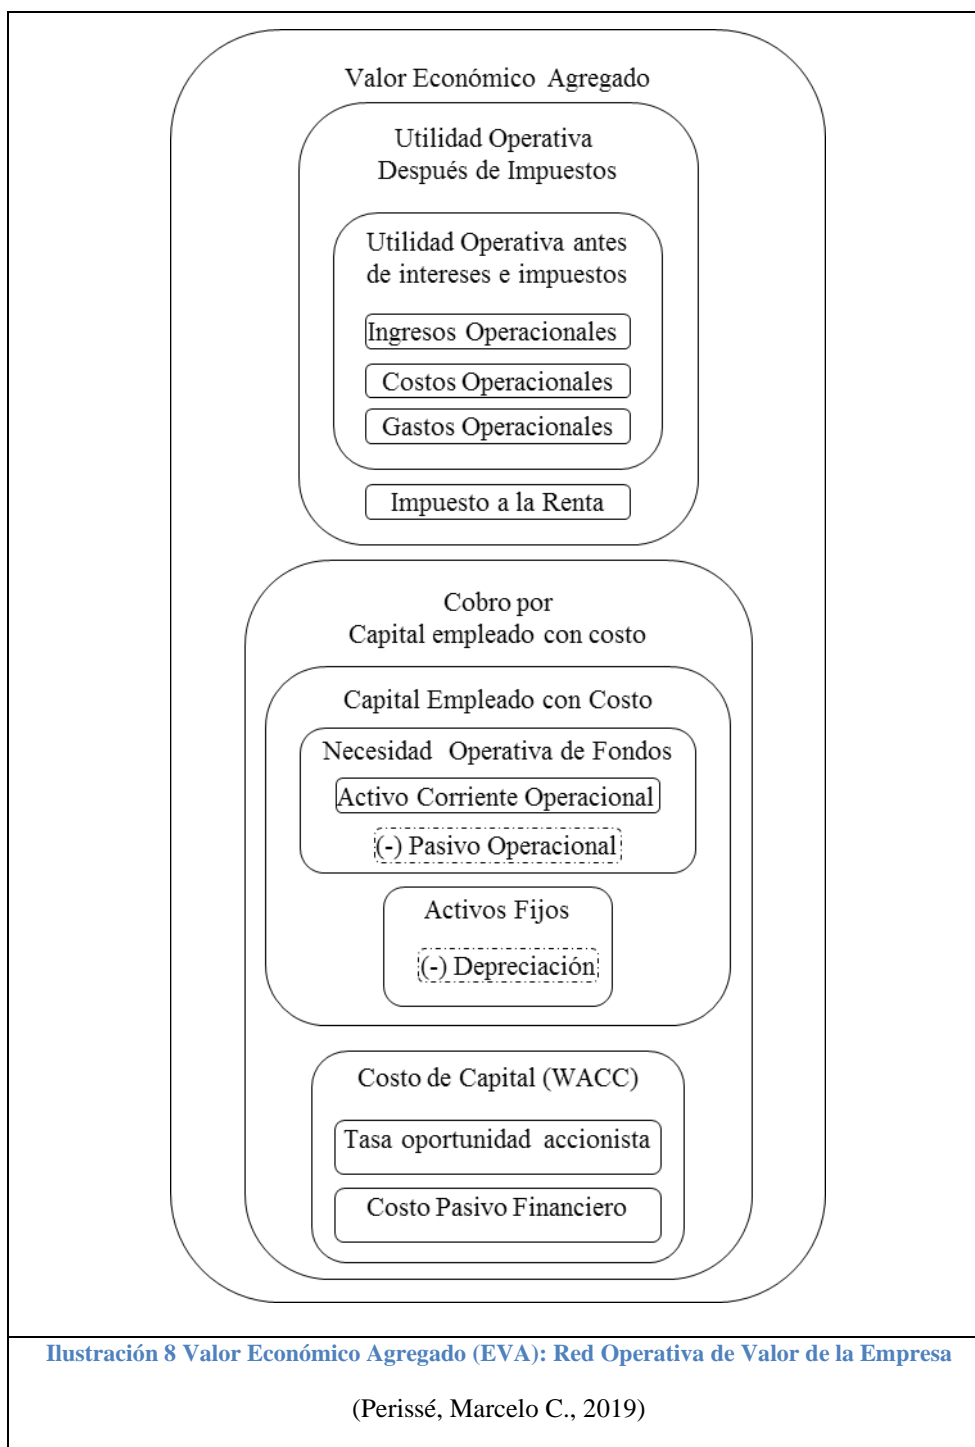 Valor Económico Agregado
Utilidad Operativa
Después de Impuestos
Utilidad Operativa antes
de intereses e impuestos
Ingresos Operacionales
Costos Operacionales
Gastos Operacionales
Impuesto a la Renta
Cobro por
Capital empleado con costo
Capital Empleado con Costo
Necesidad Operativa de Fondos
Activo Corriente Operacional
(-) Pasivo Operacional
Activos Fijos
(-) Depreciación
Costo de Capital (WACC)
Tasa oportunidad accionista
Costo Pasivo Financiero
Ilustración 8 Valor Económico Agregado (EVA): Red Operativa de Valor de la Empresa
(Perissé, Marcelo C., 2019)